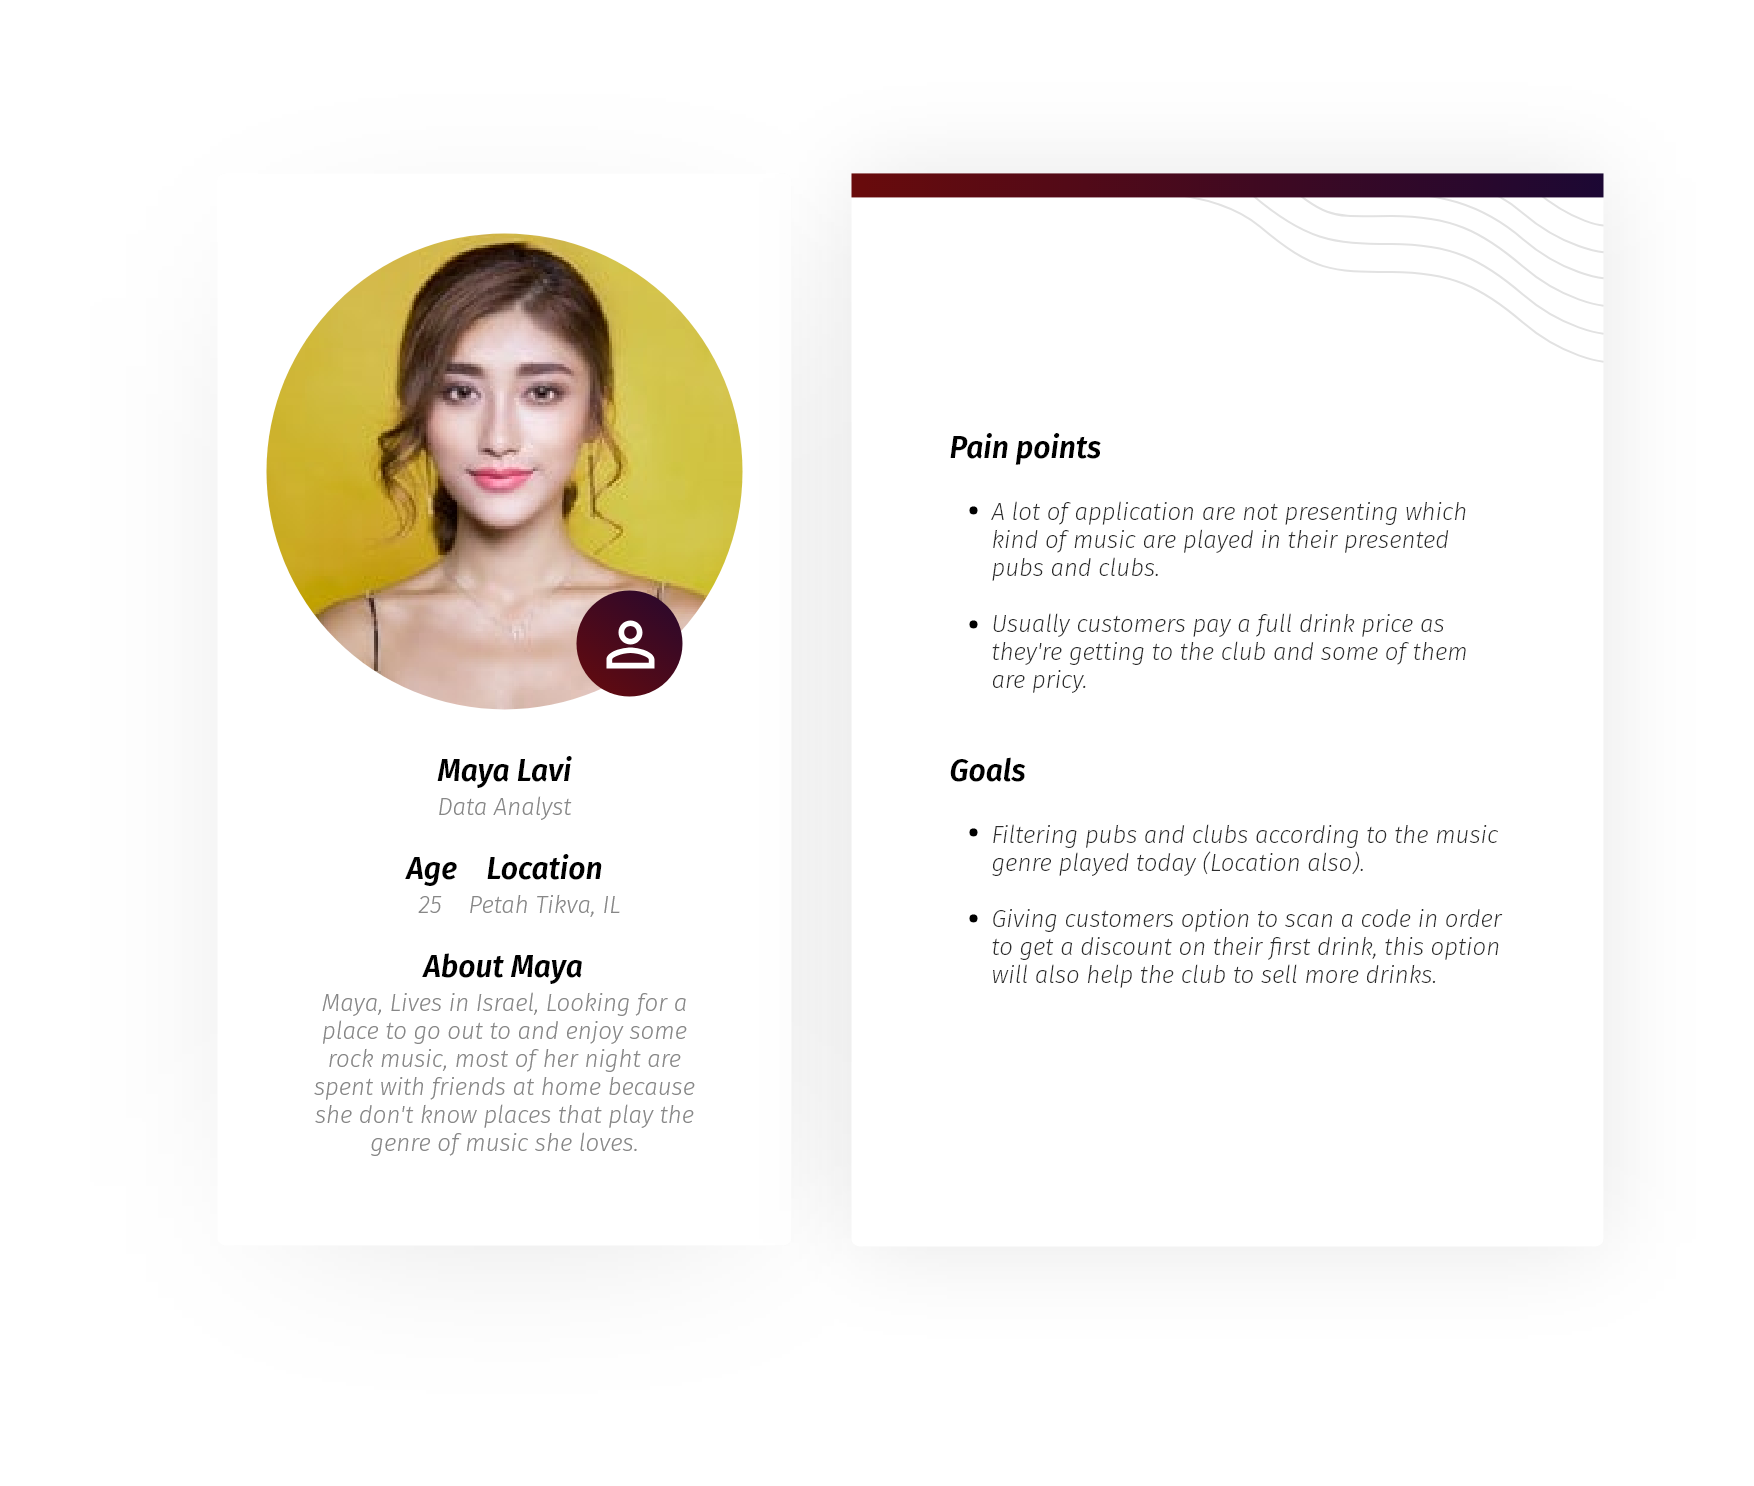 Maya Lavi
Data Analyst
Age Location
25 Petah Tikva, IL
About Maya
Maya, Lives in Israel, Looking for a
place to go out to and enjoy some
rock music, most of her night are
spent with friends at home because
she don't know places that play the
genre of music she loves.
Pain points
• A lot of application are not presenting which
kind of music are played in their presented
pubs and clubs.
• Usually customers pay a full drink price as
they're getting to the club and some of them
are pricy.
Goals
• Filtering pubs and clubs according to the music
genre played today (Location also).
• Giving customers option to scan a code in order
to get a discount on their first drink, this option
will also help the club to sell more drinks.